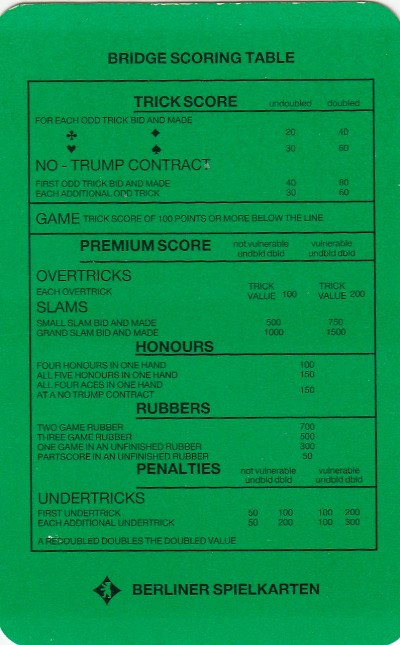 BRIDGE SCORING TABLE
TRICK SCORE undoubled doubled
FOR EACH ODD TRICK BID AND MADE
♣ ♦ 20 40
♥ ♠ 30 60
NO - TRUMP CONTRACT
FIRST ODD TRICK BID AND MADE 40 80
EACH ADDITIONAL ODD TRICK 30 60
GAME TRICK SCORE OF 100 POINTS OR MORE BELOW THE LINE
PREMIUM SCORE not vulnerable vulnerable
undbld dbld undbld dbld
OVERTRICKS
EACH OVERTRICK TRICK VALUE 100 TRICK VALUE 200
SLAMS
SMALL SLAM BID AND MADE 500 750
GRAND SLAM BID AND MADE 1000 1500
HONOURS
FOUR HONOURS IN ONE HAND 100
ALL FIVE HONOURS IN ONE HAND 150
ALL FOUR ACES IN ONE HAND
AT A NO TRUMP CONTRACT 150
RUBBERS
TWO GAME RUBBER 700
THREE GAME RUBBER 500
ONE GAME IN AN UNFINISHED RUBBER 300
PARTSCORE IN AN UNFINISHED RUBBER 50
PENALTIES not vulnerable vulnerable
undbld dbld undbld dbld
UNDERTRICKS
FIRST UNDERTRICK 50 100 100 200
EACH ADDITIONAL UNDERTRICK 50 200 100 300
A REDOUBLED DOUBLES THE DOUBLED VALUE
BERLINER SPIELKARTEN